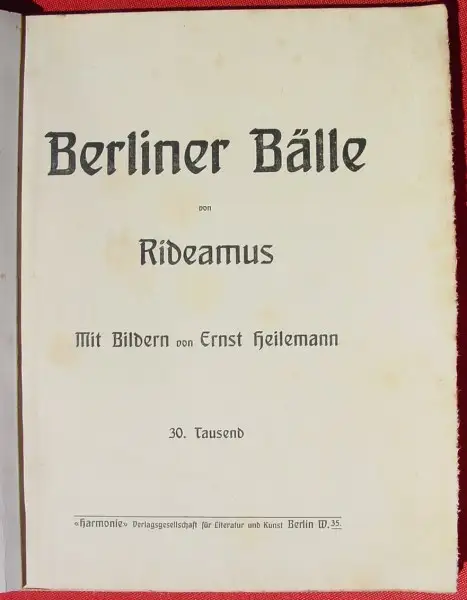 Berliner Bälle
von
Rideamus
Mit Bildern von Ernst Heilemann
30. Tausend
«Harmonie» Verlagsgesellschaft für Literatur und Kunst Berlin W. 35.